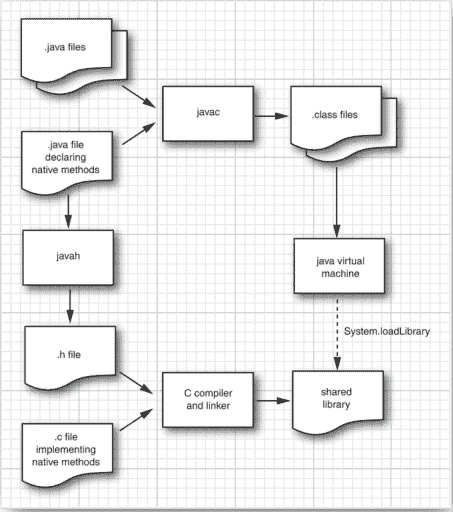 .java files
javac
.class files
.java file
declaring
native methods
javah
java virtual
machine
System.loadLibrary
.h file
C compiler
and linker
shared
library
.c file
implementing
native methods